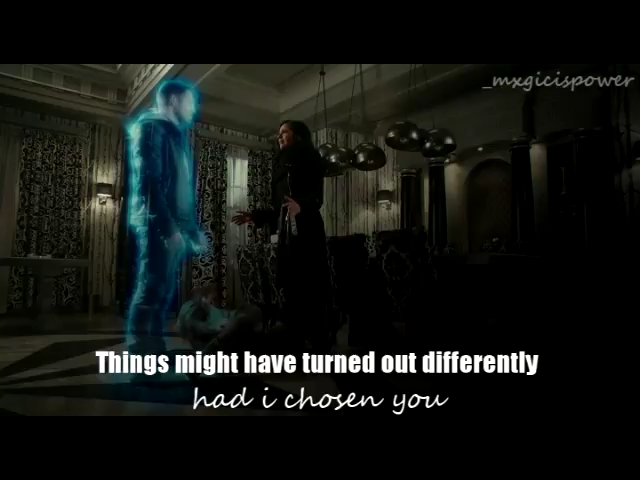 _mxgicispower
Things might have turned out differently
had i chosen you